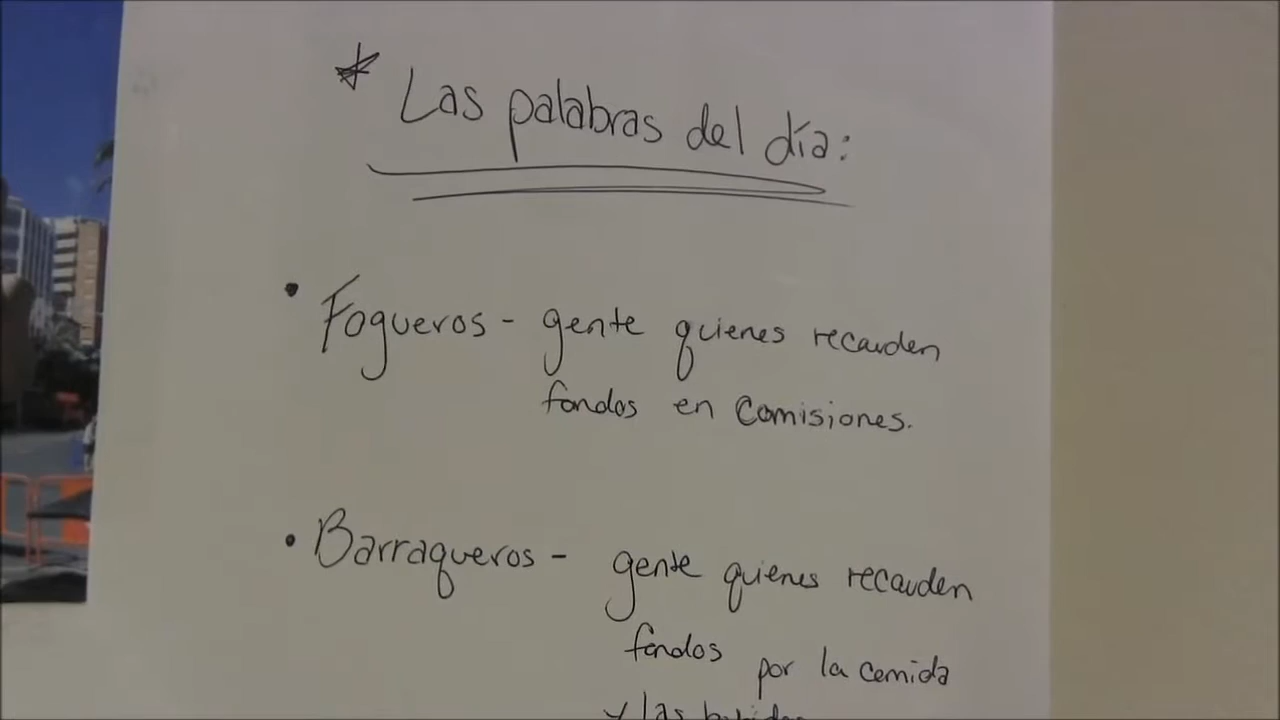 * Las palabras del día:
• Fogueros - gente quienes recauden
fondos en comisiones.
• Barraqueros - gente quienes recauden
fondos por la comida
y las